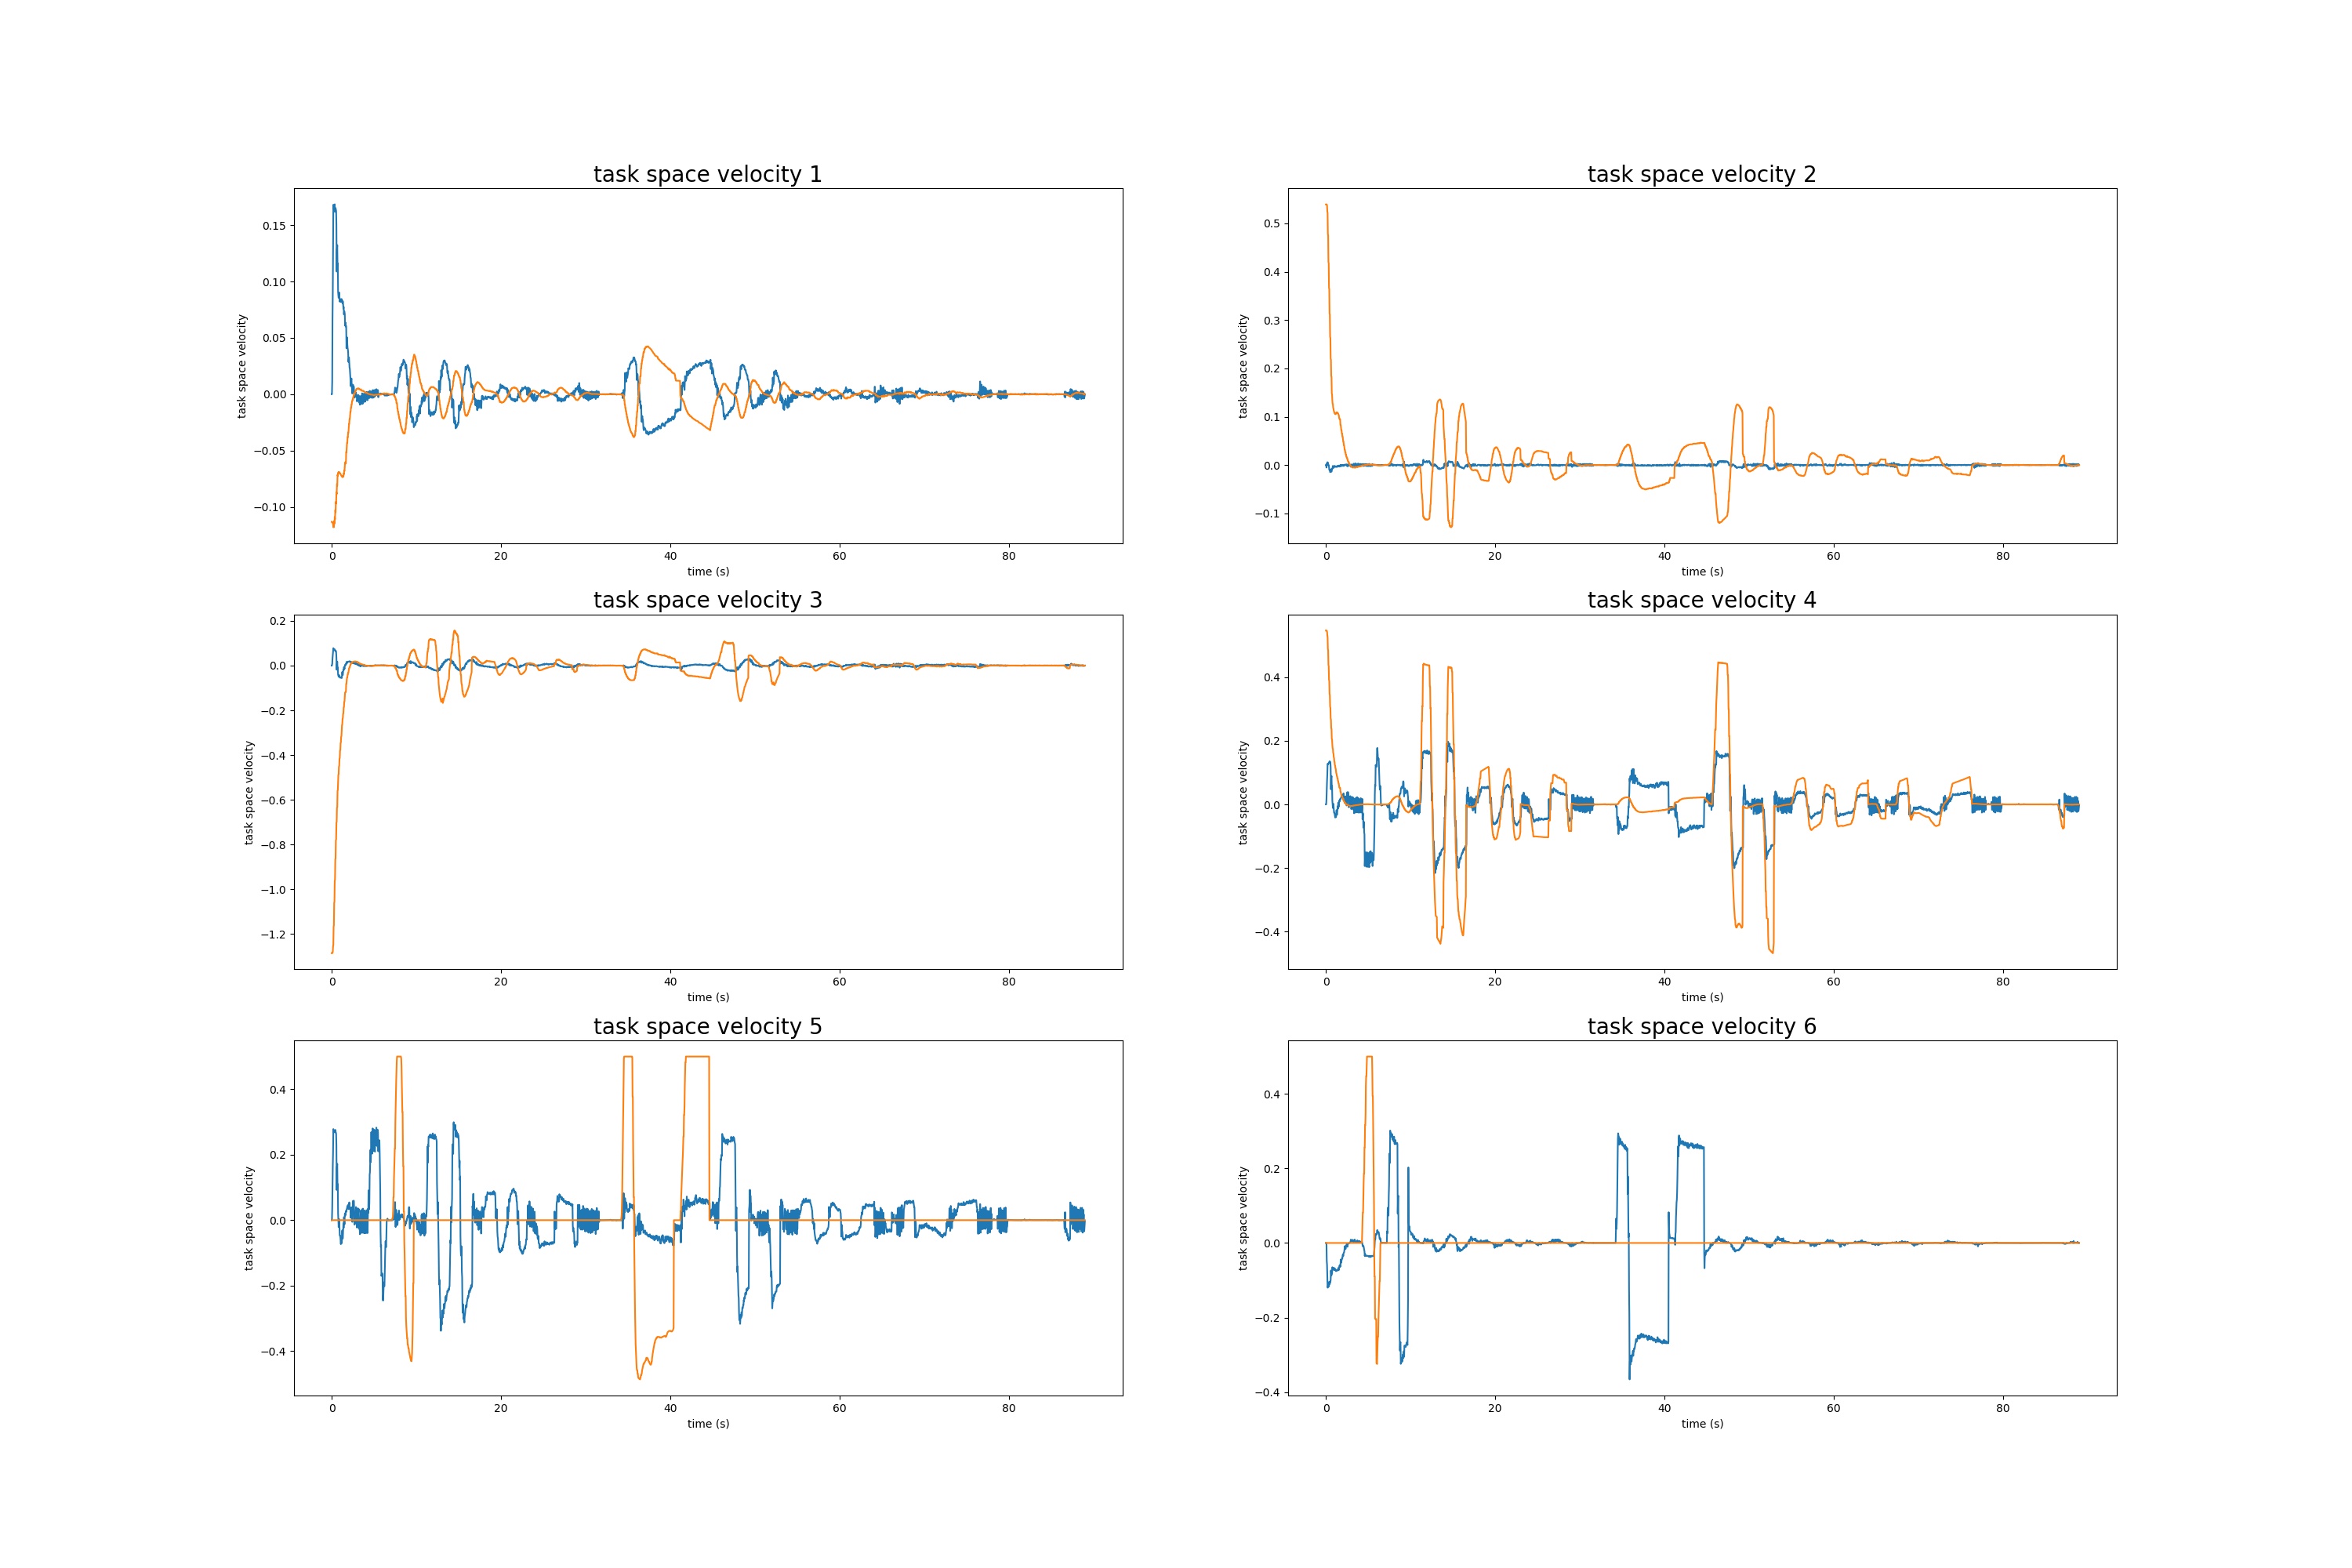 task space velocity 1
task space velocity
0.15
0.10
0.05
0.00
−0.05
−0.10
0 20 40 60 80
time (s)
task space velocity 2
task space velocity
0.5
0.4
0.3
0.2
0.1
0.0
−0.1
0 20 40 60 80
time (s)
task space velocity 3
task space velocity
0.2
0.0
−0.2
−0.4
−0.6
−0.8
−1.0
−1.2
0 20 40 60 80
time (s)
task space velocity 4
task space velocity
0.4
0.2
0.0
−0.2
−0.4
0 20 40 60 80
time (s)
task space velocity 5
task space velocity
0.4
0.2
0.0
−0.2
−0.4
0 20 40 60 80
time (s)
task space velocity 6
task space velocity
0.4
0.2
0.0
−0.2
−0.4
0 20 40 60 80
time (s)